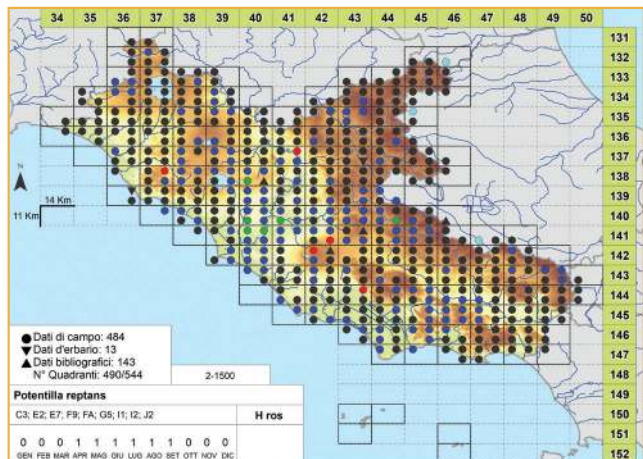 34 35 36 37 38 39 40 41 42 43 44 45 46 47 48 49 50
131
132
133
134
135
136
137
138
139
140
141
142
143
144
145
146
147
148
149
150
151
152
N
14 Km
11 Km
Dati di campo: 484
Dati d'erbario: 13
Dati bibliografici: 143
N° Quadranti: 490/544
2-1500
Potentilla reptans
C3; E2; E7; F9; FA; G5; I1; I2; J2
H ros
0 0 0 1 1 1 1 1 1 0 0 0
GEN FEB MAR APR MAG GIU LUG AGO SET OTT NOV DIC